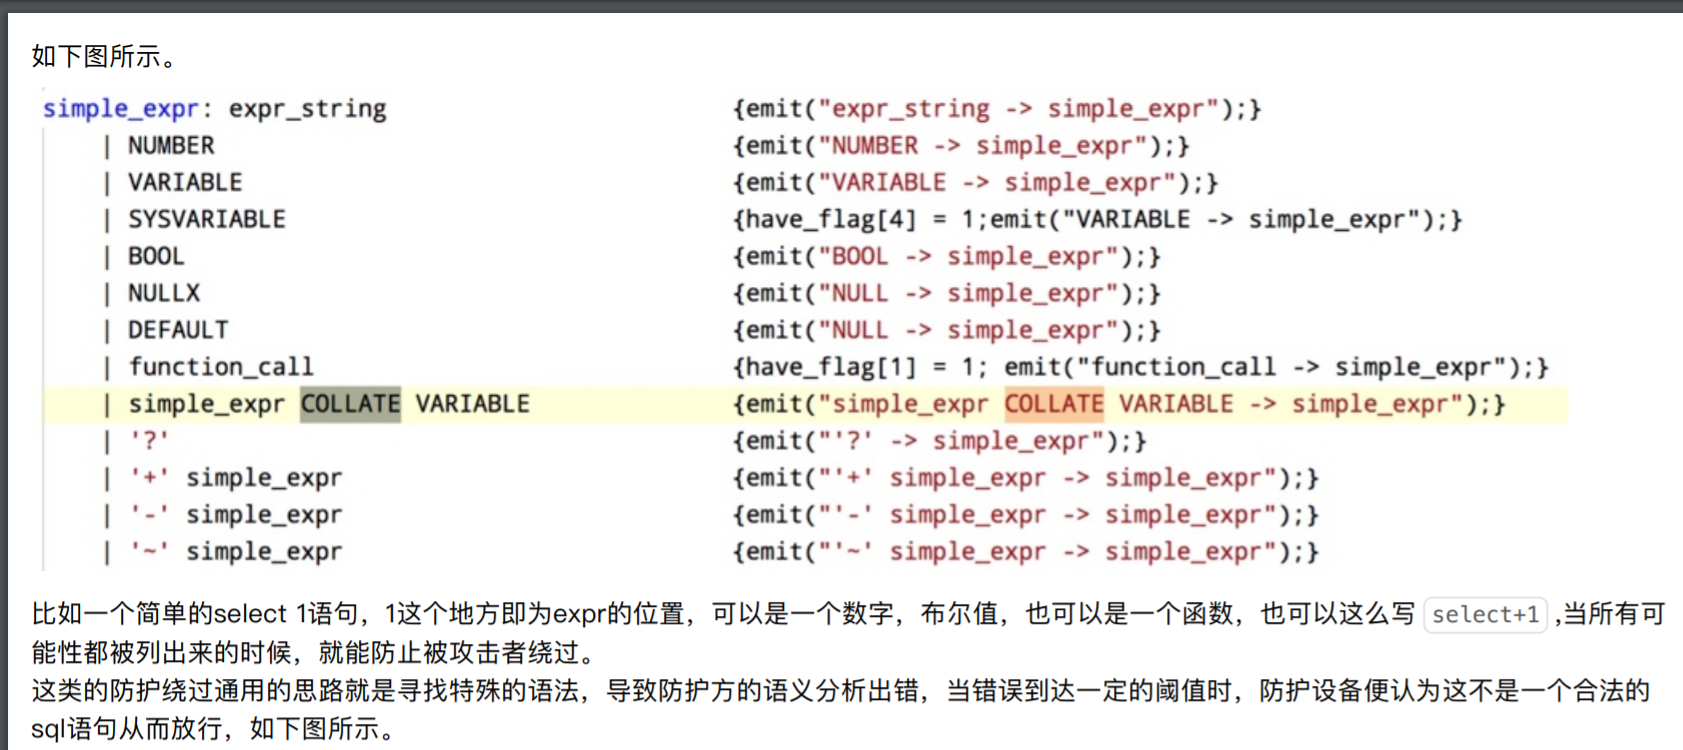 如下图所示。
simple_expr: expr_string {emit("expr_string -> simple_expr");}
| NUMBER {emit("NUMBER -> simple_expr");}
| VARIABLE {emit("VARIABLE -> simple_expr");}
| SYSVARIABLE {have_flag[4] = 1;emit("VARIABLE -> simple_expr");}
| BOOL {emit("BOOL -> simple_expr");}
| NULLX {emit("NULL -> simple_expr");}
| DEFAULT {emit("NULL -> simple_expr");}
| function_call {have_flag[1] = 1; emit("function_call -> simple_expr");}
| simple_expr COLLATE VARIABLE {emit("simple_expr COLLATE VARIABLE -> simple_expr");}
| '?' {emit("'?' -> simple_expr");}
| '+' simple_expr {emit("'+' simple_expr -> simple_expr");}
| '-' simple_expr {emit("'-' simple_expr -> simple_expr");}
| '~' simple_expr {emit("'~' simple_expr -> simple_expr");}
比如一个简单的select 1语句，1这个地方即为expr的位置，可以是一个数字，布尔值，也可以是一个函数，也可以这么写 select+1 ,当所有可
能性都被列出来的时候，就能防止被攻击者绕过。
这类的防护绕过通用的思路就是寻找特殊的语法，导致防护方的语义分析出错，当错误到达一定的阈值时，防护设备便认为这不是一个合法的
sql语句从而放行，如下图所示。